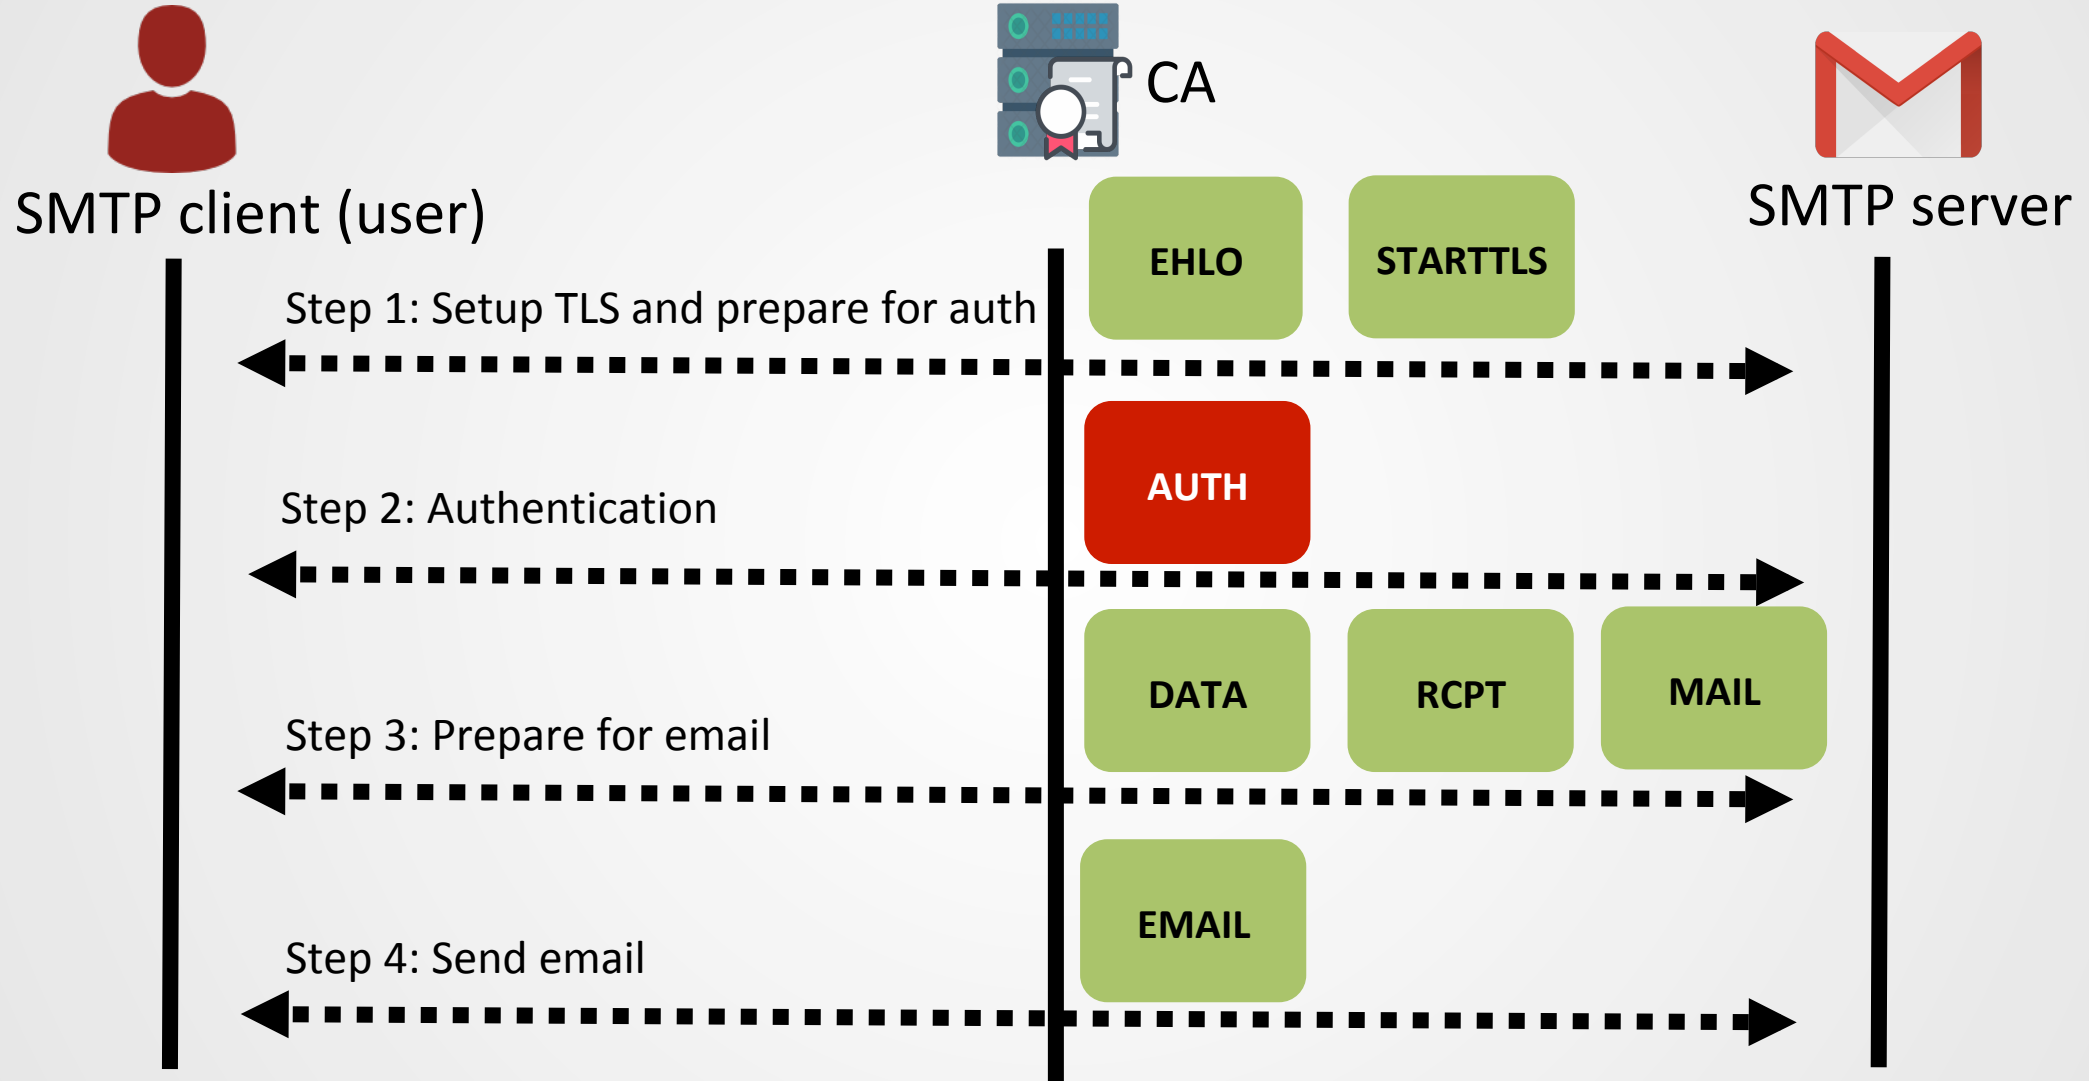 CA
SMTP client (user)
SMTP server
EHLO
STARTTLS
Step 1: Setup TLS and prepare for auth
AUTH
Step 2: Authentication
DATA
RCPT
MAIL
Step 3: Prepare for email
EMAIL
Step 4: Send email